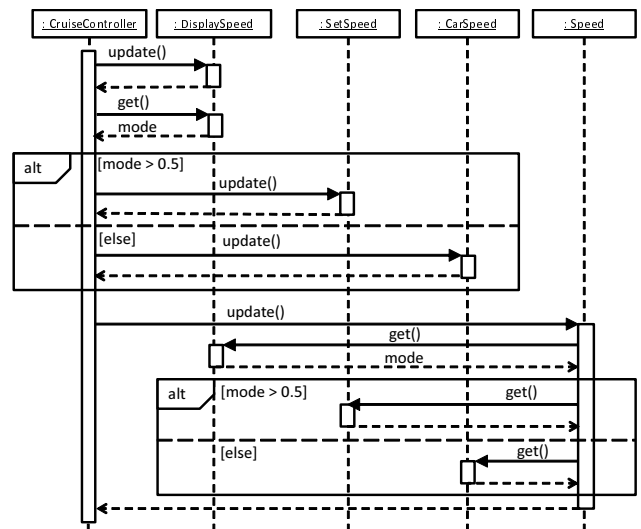 : CruiseController : DisplaySpeed : SetSpeed : CarSpeed : Speed
update()
get()
mode
alt [mode > 0.5]
update()
[else] update()
update()
get()
mode
alt [mode > 0.5] get()
[else] get()